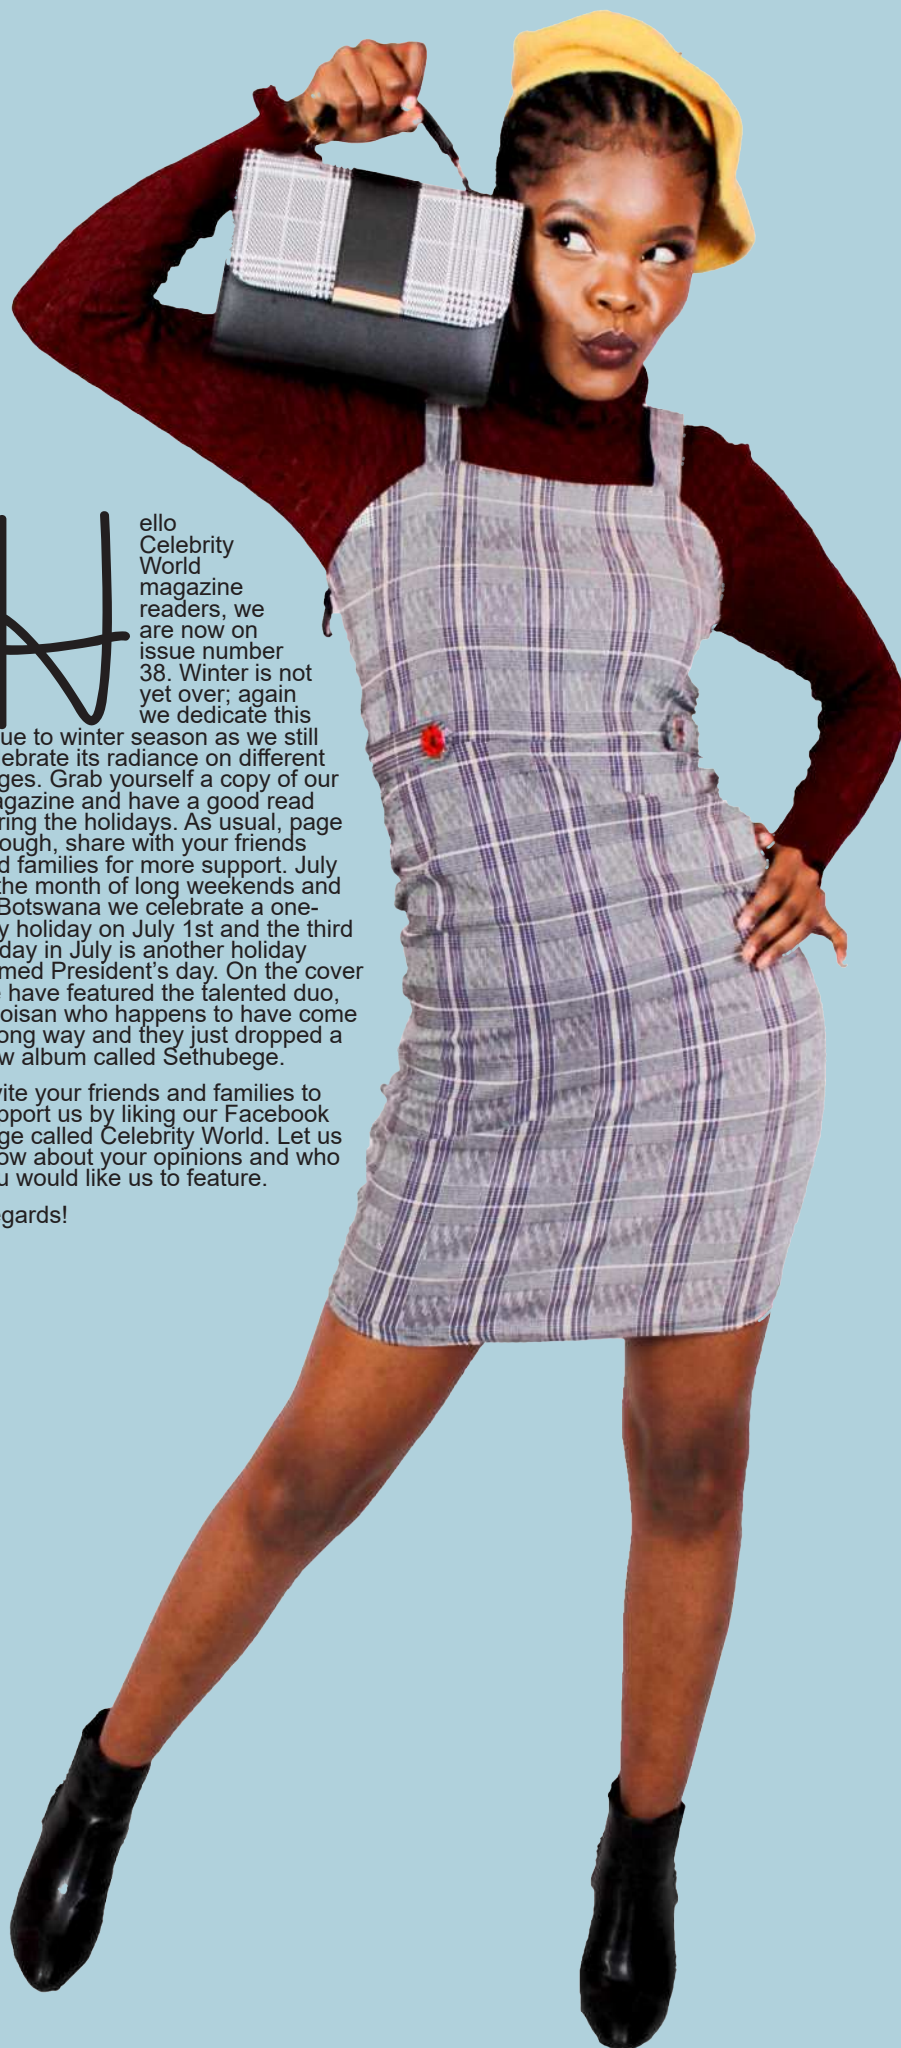 Hello
Celebrity
World
magazine
readers, we
are now on
issue number
38. Winter is not
yet over; again
we dedicate this
ue to winter season as we still
ebrate its radiance on different
ges. Grab yourself a copy of our
agazine and have a good read
ring the holidays. As usual, page
ough, share with your friends
d families for more support. July
the month of long weekends and
Botswana we celebrate a one-
y holiday on July 1st and the third
day in July is another holiday
med President’s day. On the cover
e have featured the talented duo,
oisan who happens to have come
ong way and they just dropped a
w album called Sethubege.
vite your friends and families to
pport us by liking our Facebook
ge called Celebrity World. Let us
ow about your opinions and who
u would like us to feature.
egards!